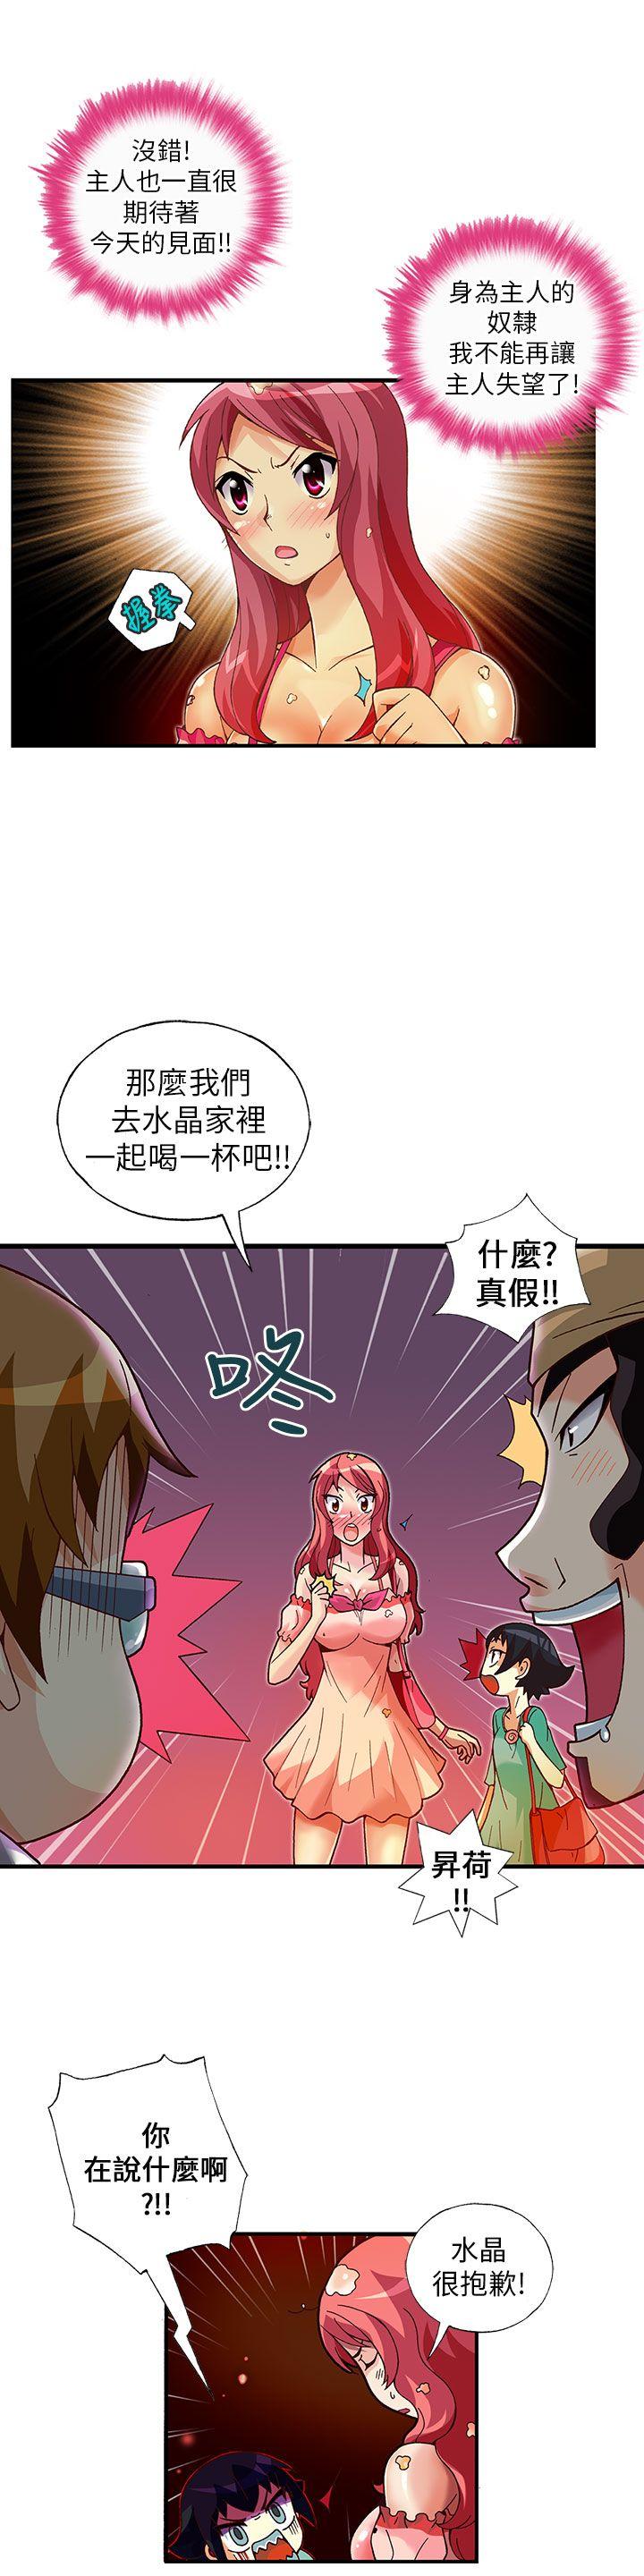 沒錯!
主人也一直很
期待著
今天的見面!!
身為主人的
奴隸
我不能再讓
主人失望了!
握拳
那麼我們
去水晶家裡
一起喝一杯吧!!
什麼?
真假!!
咚
昇荷
!!
你
在說什麼啊
?!!
水晶
很抱歉!